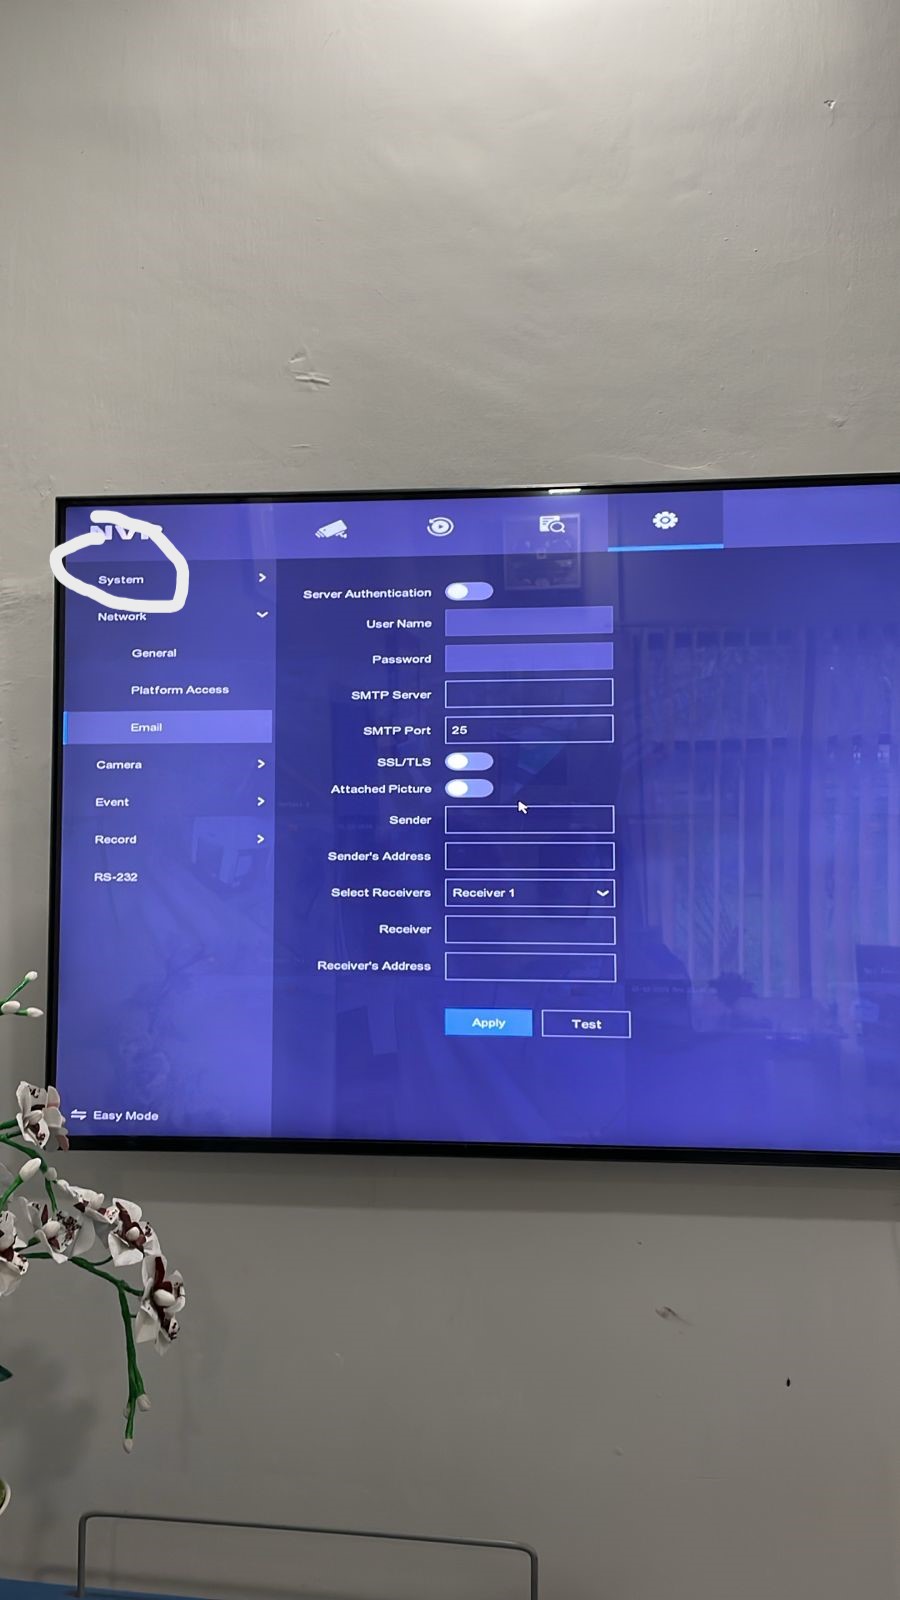 NVR
System
Network
General
Platform Access
Email
Camera
Event
Record
RS-232
Easy Mode
Server Authentication
User Name
Password
SMTP Server
SMTP Port 25
SSL/TLS
Attached Picture
Sender
Sender's Address
Select Receivers Receiver 1
Receiver
Receiver's Address
Apply Test